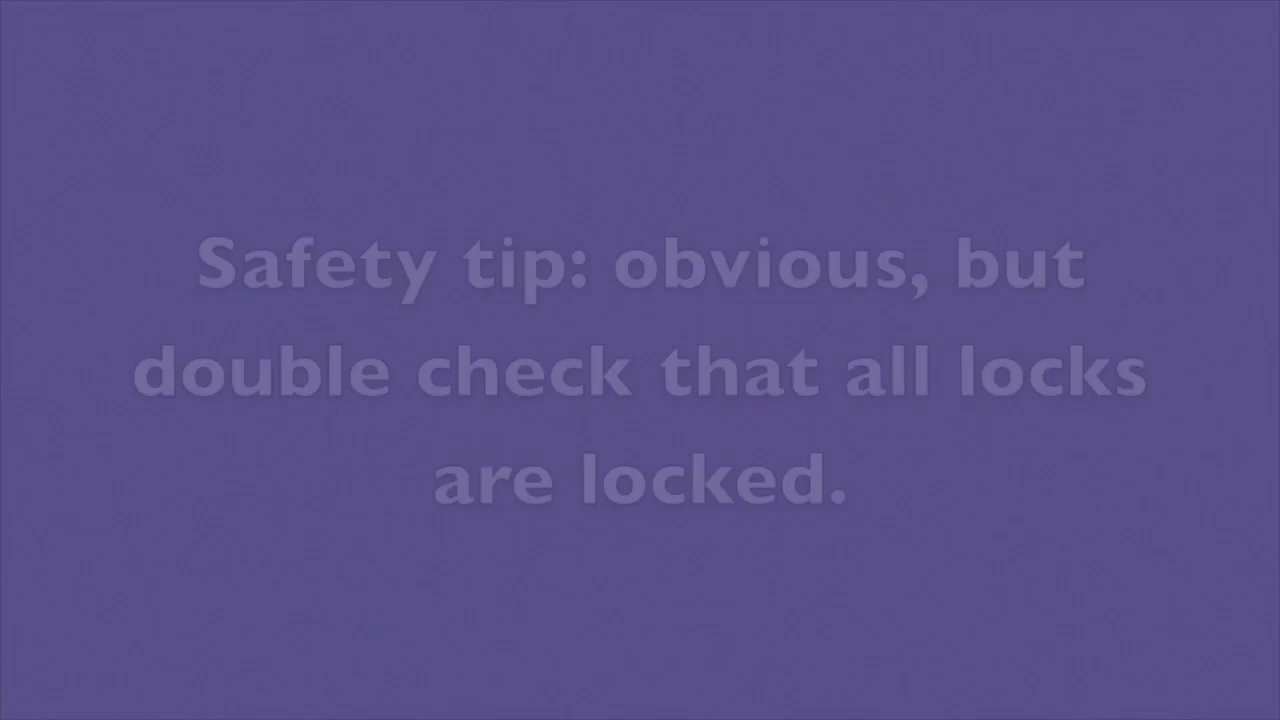 Safety tip: obvious, but
double check that all locks
are locked.